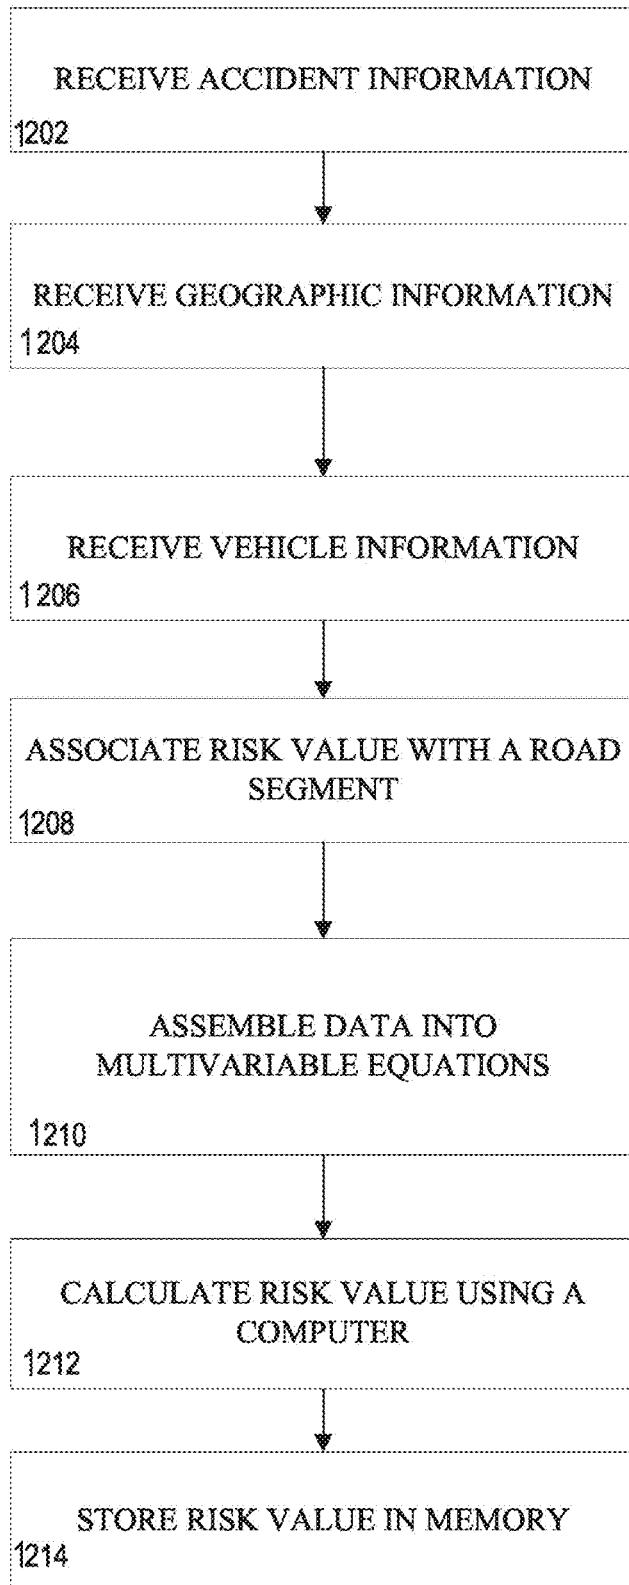 RECEIVE ACCIDENT INFORMATION
1202
RECEIVE GEOGRAPHIC INFORMATION
1204
RECEIVE VEHICLE INFORMATION
1206
ASSOCIATE RISK VALUE WITH A ROAD
SEGMENT
1208
ASSEMBLE DATA INTO
MULTIVARIABLE EQUATIONS
1210
CALCULATE RISK VALUE USING A
COMPUTER
1212
STORE RISK VALUE IN MEMORY
1214